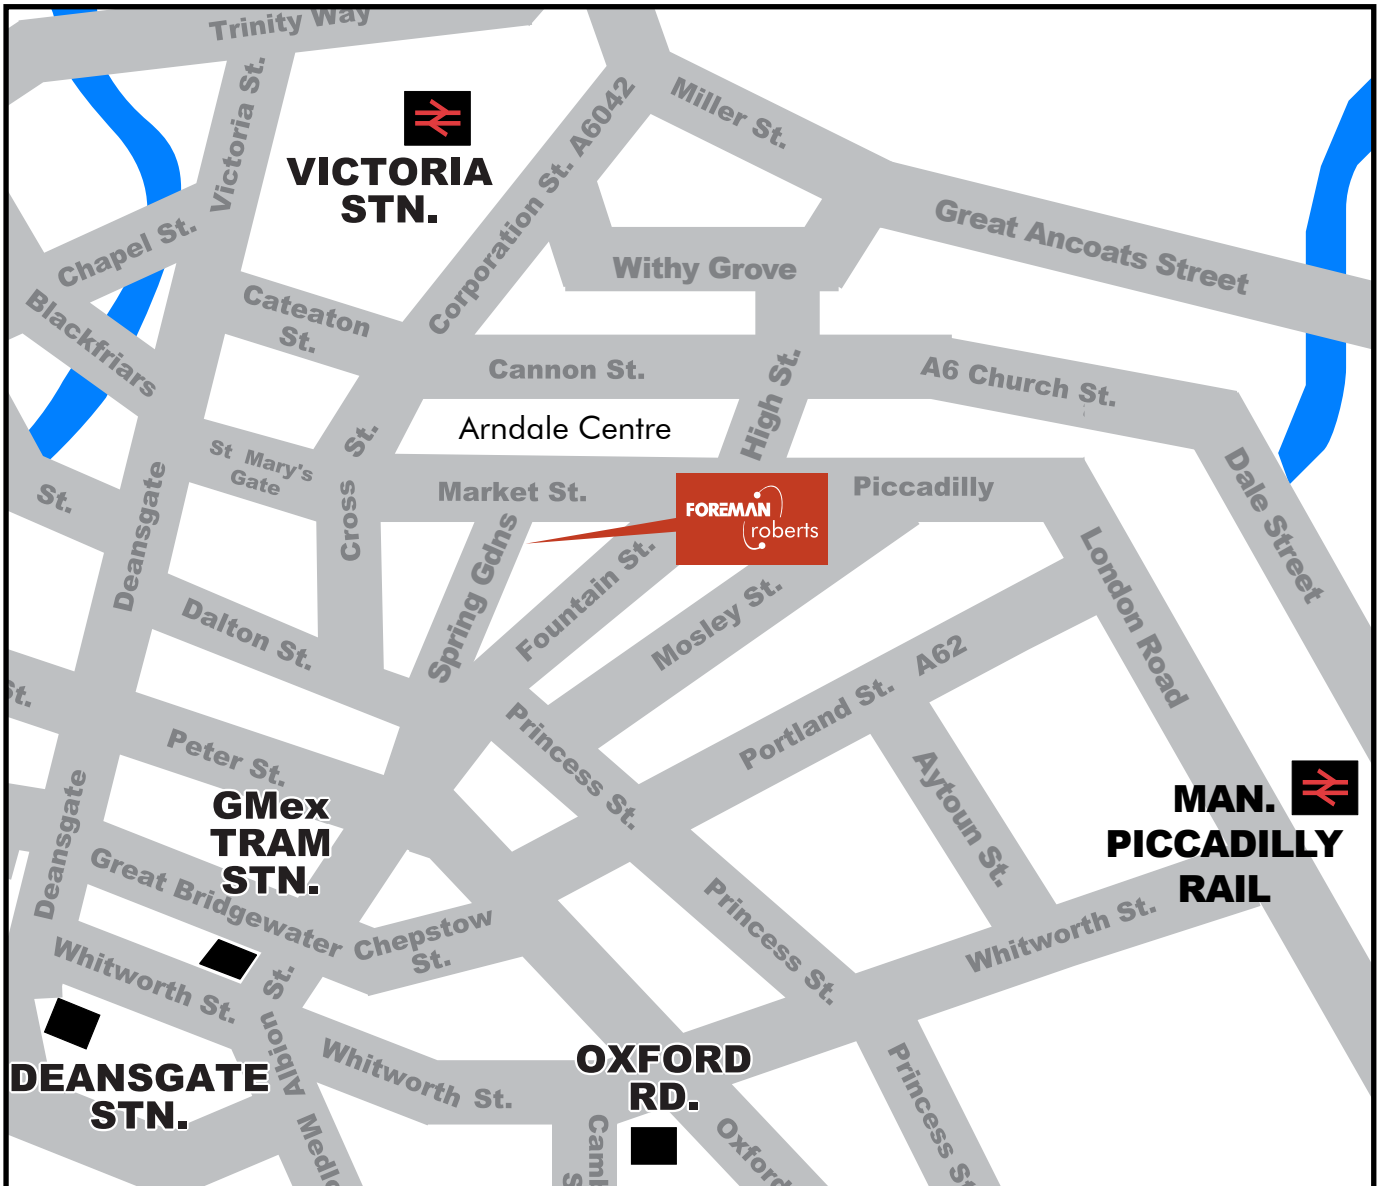 Trinity Way
Victoria St.
VICTORIA
STN.
Corporation St. A6042
Miller St.
Great Ancoats Street
Chapel St.
Blackfriars
Cateaton
St.
Withy Grove
Cannon St.
High St.
A6 Church St.
Arndale Centre
St Mary's
Gate
Cross St.
Market St.
Piccadilly
FOREMAN
roberts
Dale Street
St.
Deansgate
Spring Gdns
Fountain St.
Mosley St.
London Road
Dalton St.
Portland St. A62
St.
Peter St.
Princess St.
Aytoun St.
GMex
TRAM
STN.
MAN.
PICCADILLY
RAIL
Deansgate
Great Bridgewater St.
Chepstow
St.
Princess St.
Whitworth St.
Whitworth St.
Albion
Whitworth St.
DEANSGATE
STN.
OXFORD
RD.
Princess St
Oxford
Medlo
Camb
S